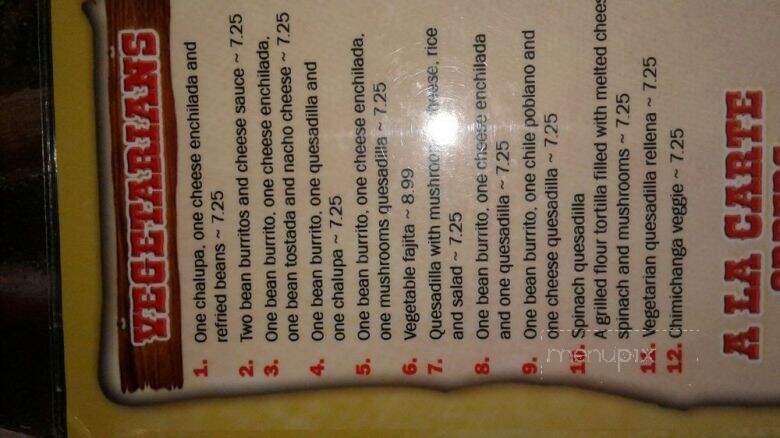 VEGETARIANS
1. One chalupa, one cheese enchilada and
refried beans ~ 7.25
2. Two bean burritos and cheese sauce ~ 7.25
3. One bean burrito, one cheese enchilada,
one bean tostada and nacho cheese ~ 7.25
4. One bean burrito, one quesadilla and
one chalupa ~ 7.25
5. One bean burrito, one cheese enchilada,
one mushrooms quesadilla ~ 7.25
6. Vegetable fajita ~ 8.99
7. Quesadilla with mushroom cheese, rice
and salad ~ 7.25
8. One bean burrito, one cheese enchilada
and one quesadilla ~ 7.25
9. One bean burrito, one chile poblano and
one cheese quesadilla ~ 7.25
10. Spinach quesadilla
A grilled flour tortilla filled with melted chees
spinach and mushrooms ~ 7.25
11. Vegetarian quesadilla rellena ~ 7.25
12. Chimichanga veggie ~ 7.25
A LA CARTE
menupix